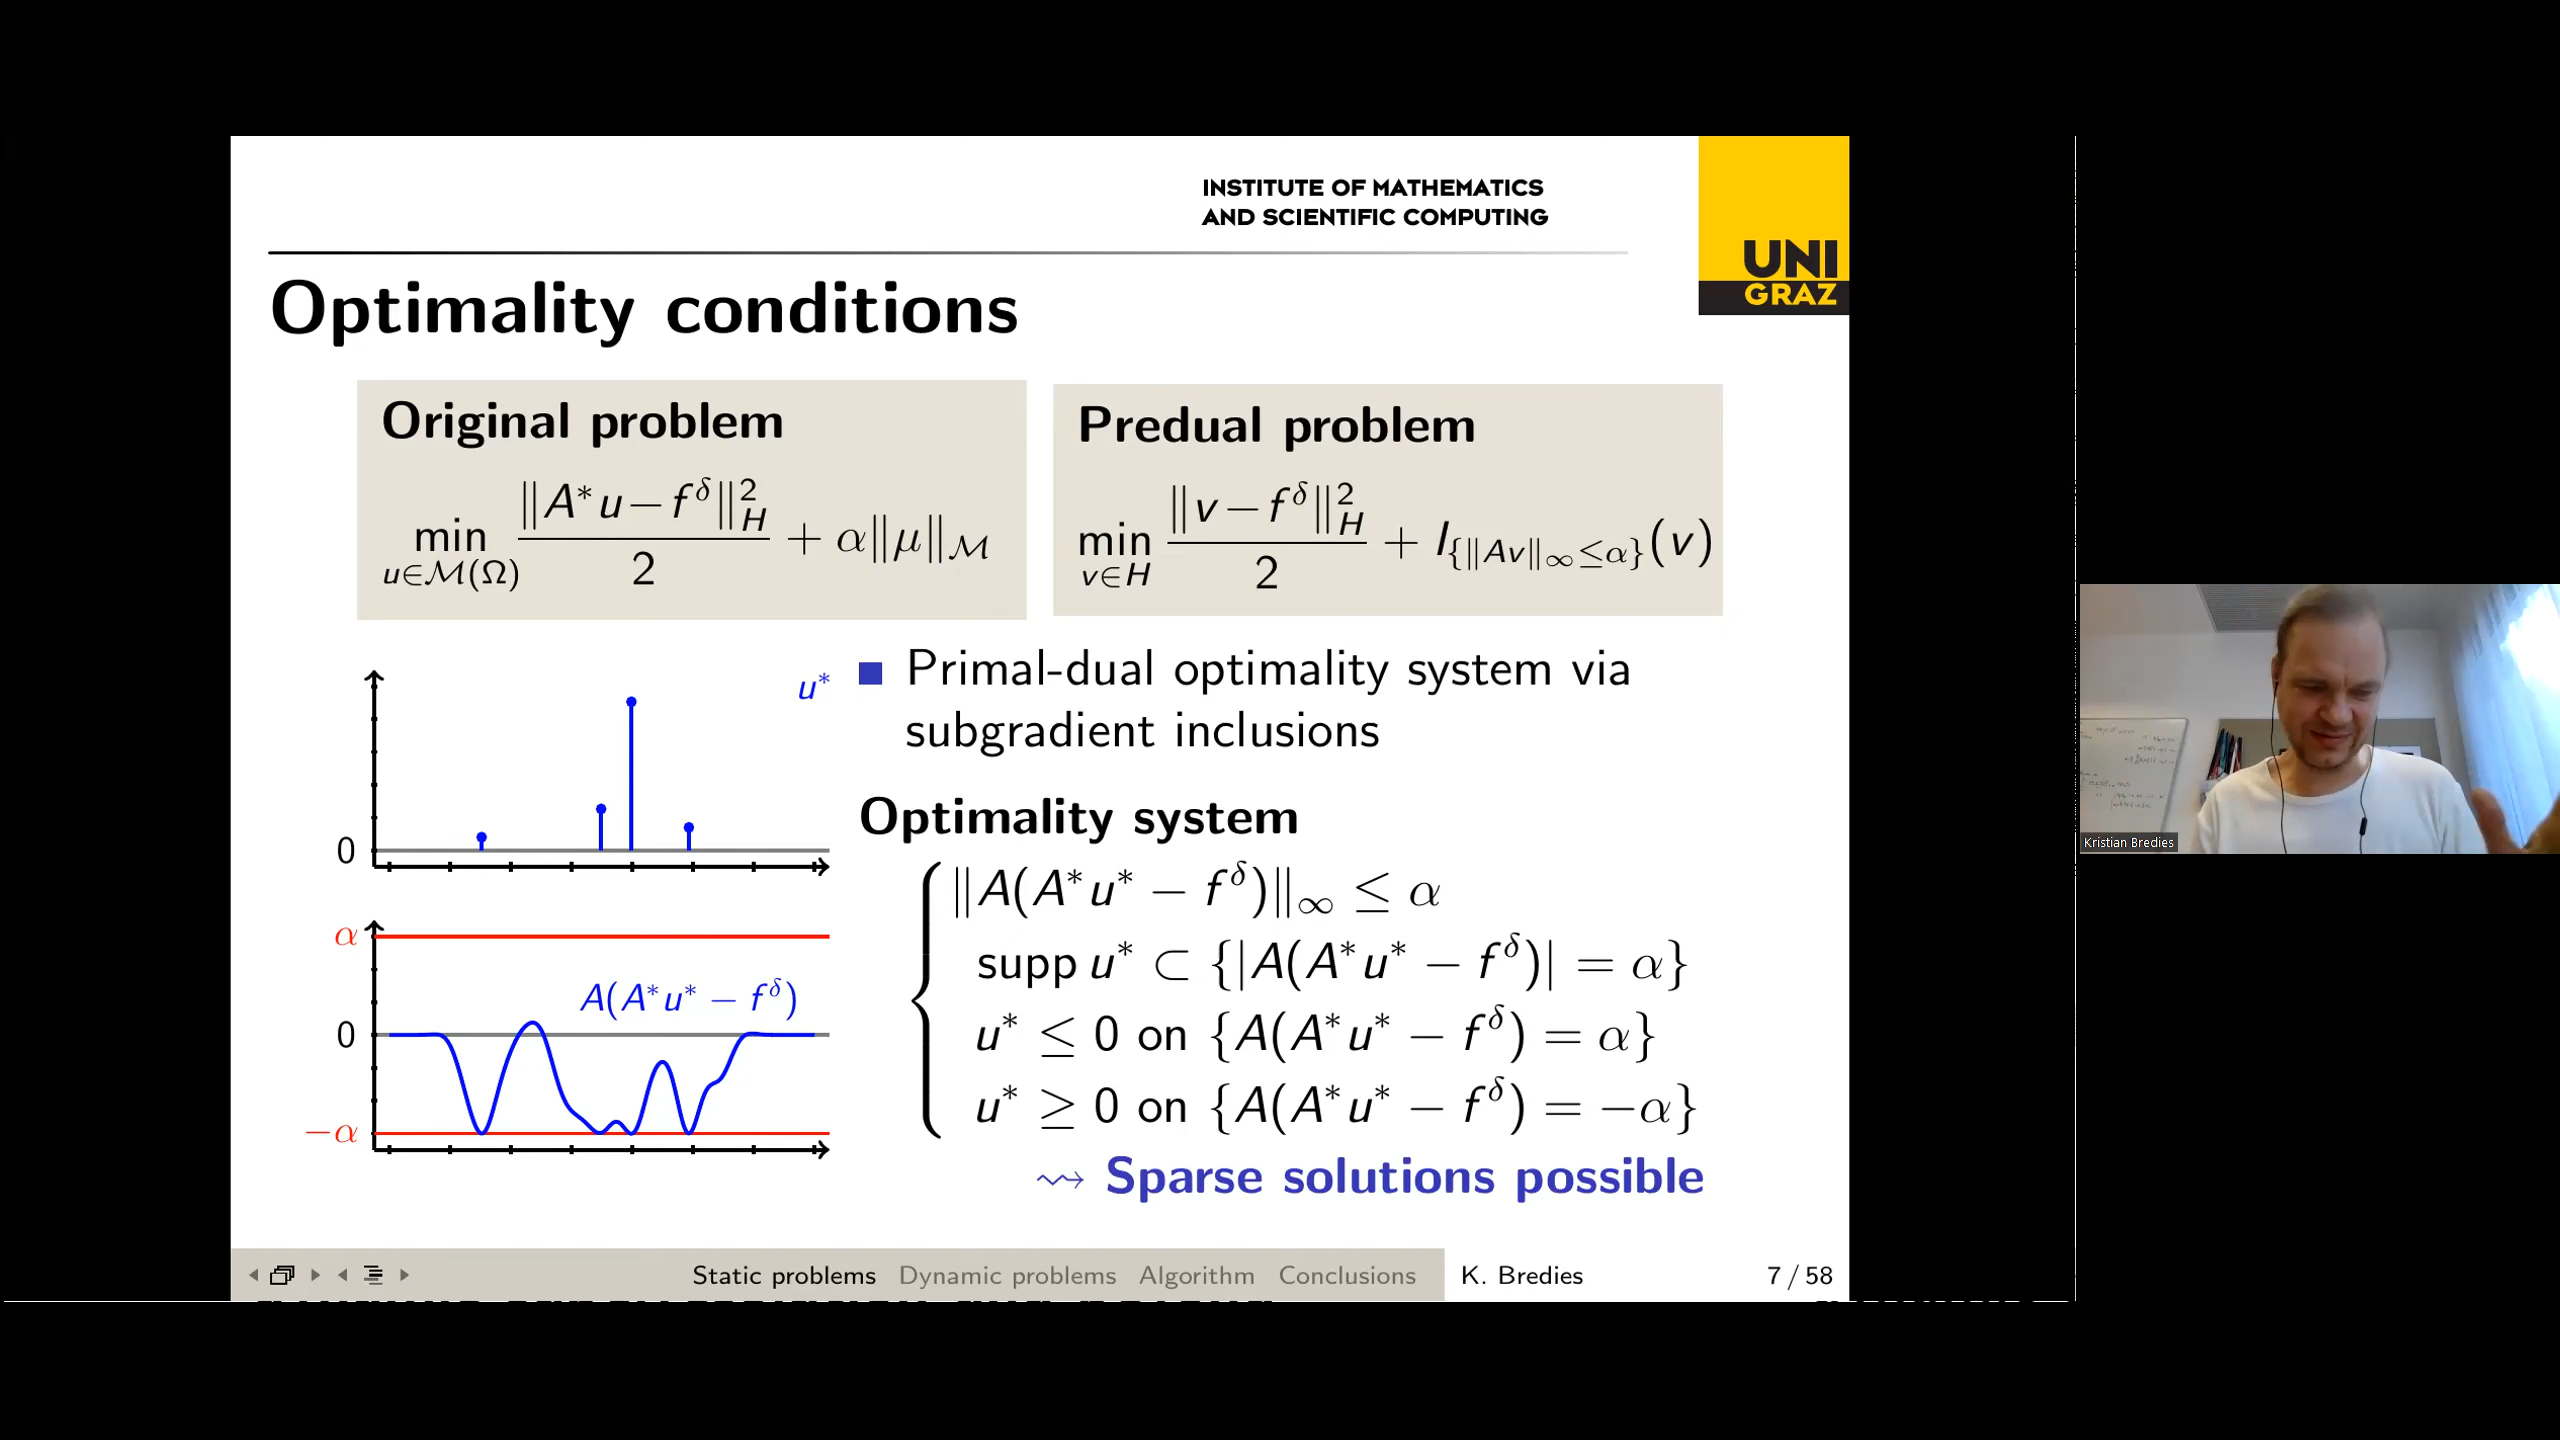 INSTITUTE OF MATHEMATICS
AND SCIENTIFIC COMPUTING
UNI
GRAZ
Optimality conditions
Original problem
min_{u∈ℳ(Ω)} ‖A*u − f^δ‖²_H / 2 + α‖μ‖_ℳ
Predual problem
min_{v∈H} ‖v − f^δ‖²_H / 2 + I_{{‖Av‖_∞≤α}}(v)
u*
0
α
A(A*u* − f^δ)
0
−α
Primal-dual optimality system via
subgradient inclusions
Optimality system
‖A(A*u* − f^δ)‖_∞ ≤ α
supp u* ⊂ {|A(A*u* − f^δ)| = α}
u* ≤ 0 on {A(A*u* − f^δ) = α}
u* ≥ 0 on {A(A*u* − f^δ) = −α}
⇝ Sparse solutions possible
Static problems Dynamic problems Algorithm Conclusions K. Bredies 7 / 58
Kristian Bredies